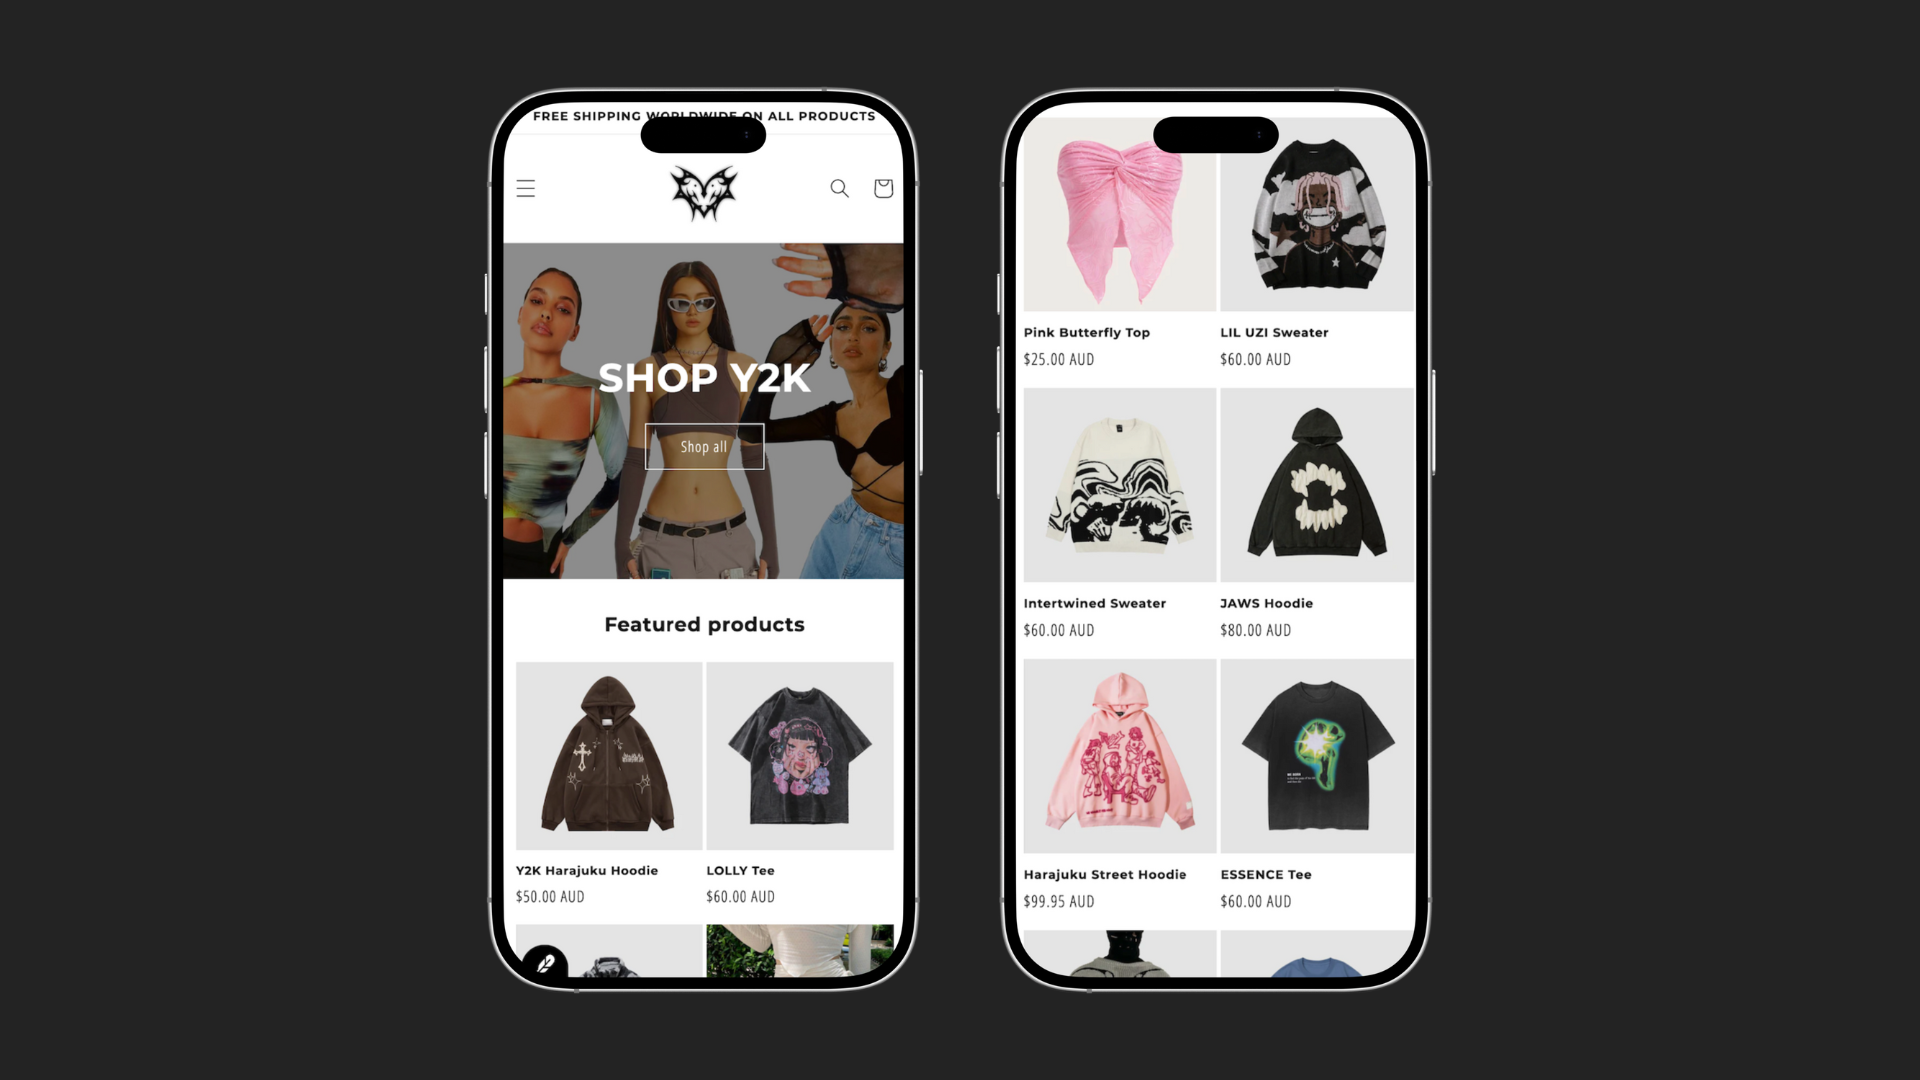 FREE SHIPPING WORLDWIDE ON ALL PRODUCTS
SHOP Y2K
Shop all
Featured products
Y2K Harajuku Hoodie
$50.00 AUD
LOLLY Tee
$60.00 AUD
Pink Butterfly Top
$25.00 AUD
LIL UZI Sweater
$60.00 AUD
Intertwined Sweater
$60.00 AUD
JAWS Hoodie
$80.00 AUD
Harajuku Street Hoodie
$99.95 AUD
ESSENCE Tee
$60.00 AUD